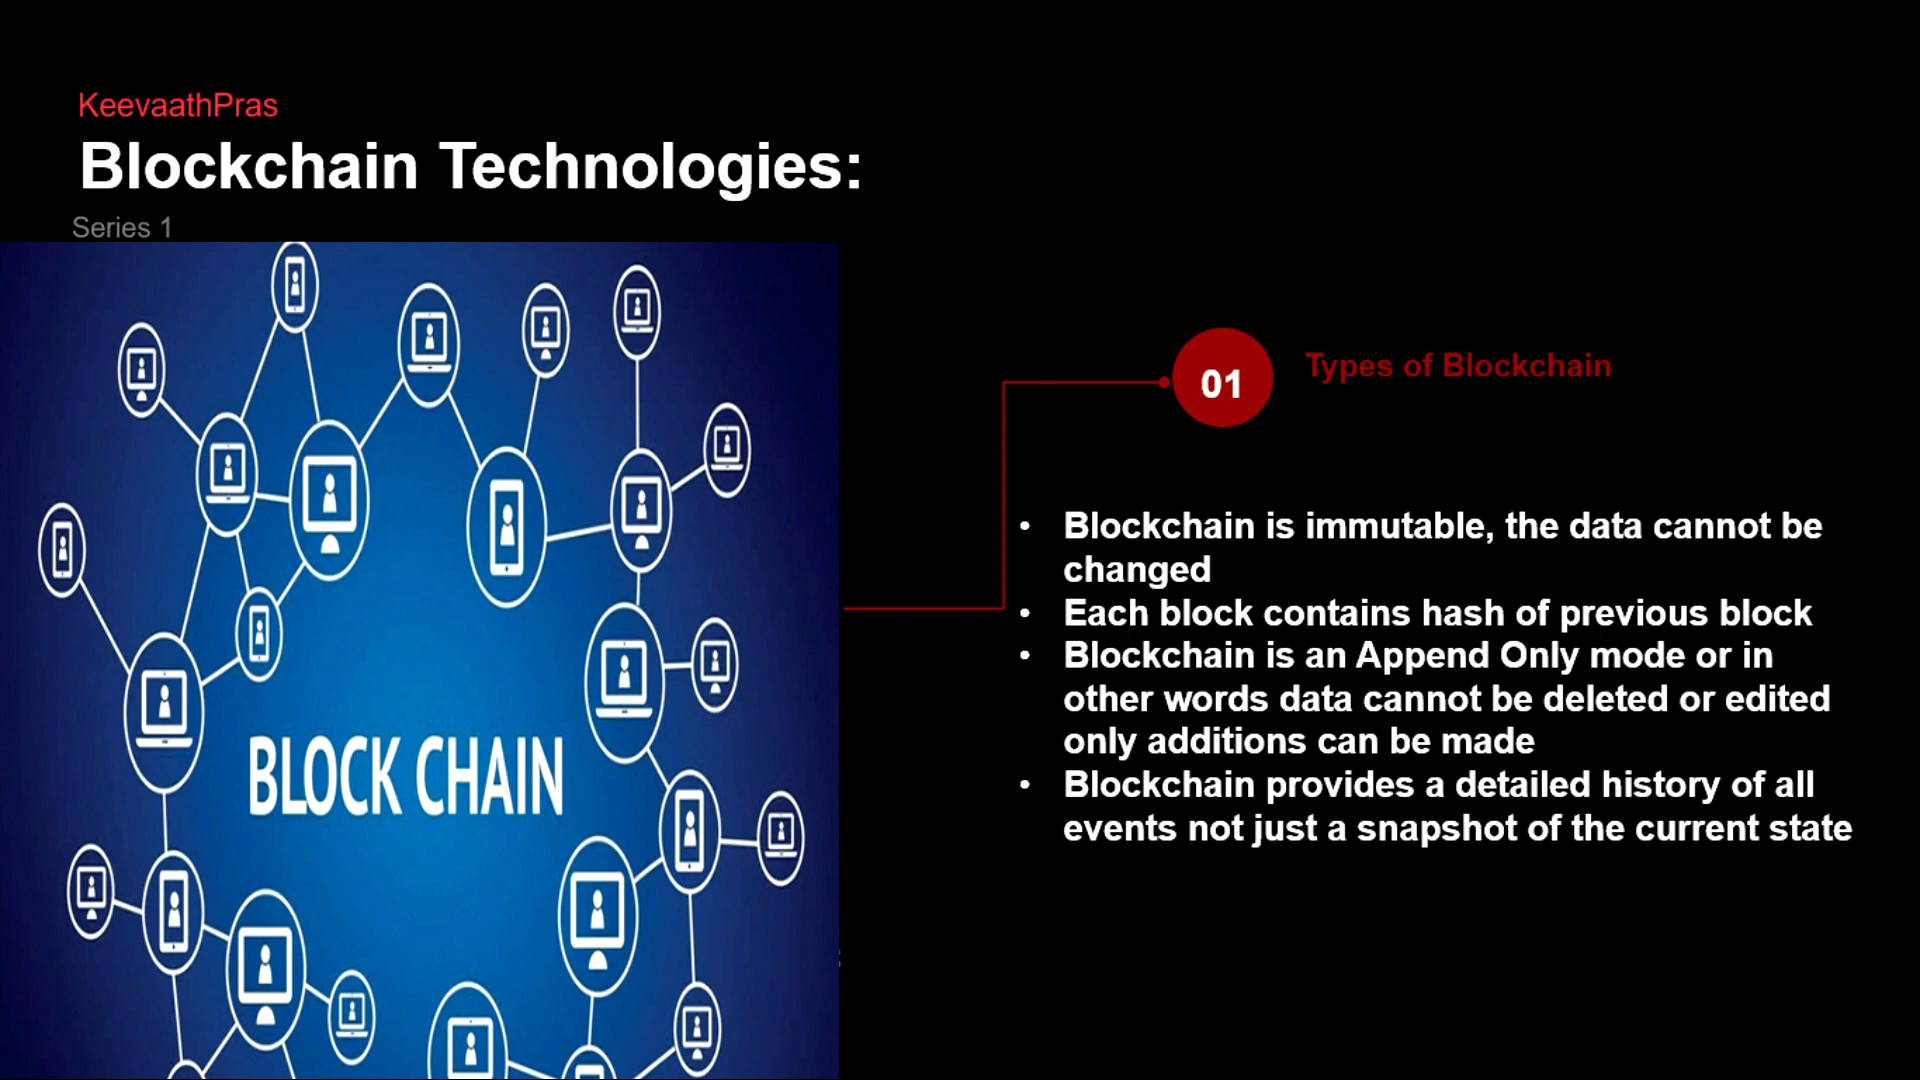 KeevaathPras
Blockchain Technologies:
Series 1
BLOCK CHAIN
01
Types of Blockchain
• Blockchain is immutable, the data cannot be
changed
• Each block contains hash of previous block
• Blockchain is an Append Only mode or in
other words data cannot be deleted or edited
only additions can be made
• Blockchain provides a detailed history of all
events not just a snapshot of the current state